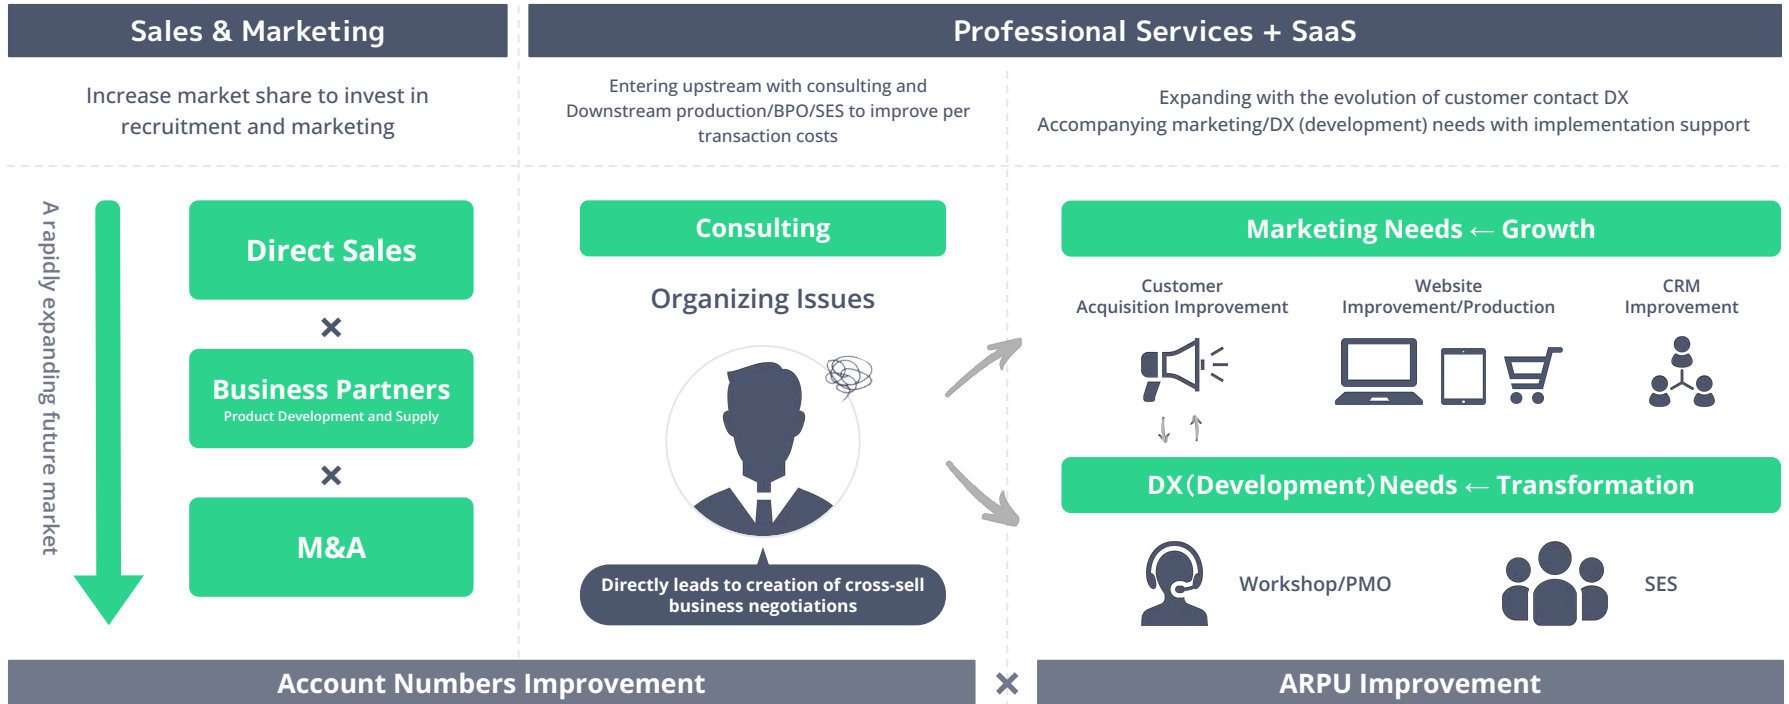 Sales & Marketing
Professional Services + SaaS
Increase market share to invest in
recruitment and marketing
Entering upstream with consulting and
Downstream production/BPO/SES to improve per
transaction costs
Expanding with the evolution of customer contact DX
Accompanying marketing/DX (development) needs with implementation support
A rapidly expanding future market
Direct Sales
×
Business Partners
Product Development and Supply
×
M&A
Consulting
Organizing Issues
Directly leads to creation of cross-sell
business negotiations
Marketing Needs ← Growth
Customer
Acquisition Improvement
Website
Improvement/Production
CRM
Improvement
DX(Development)Needs ← Transformation
Workshop/PMO
SES
Account Numbers Improvement
×
ARPU Improvement